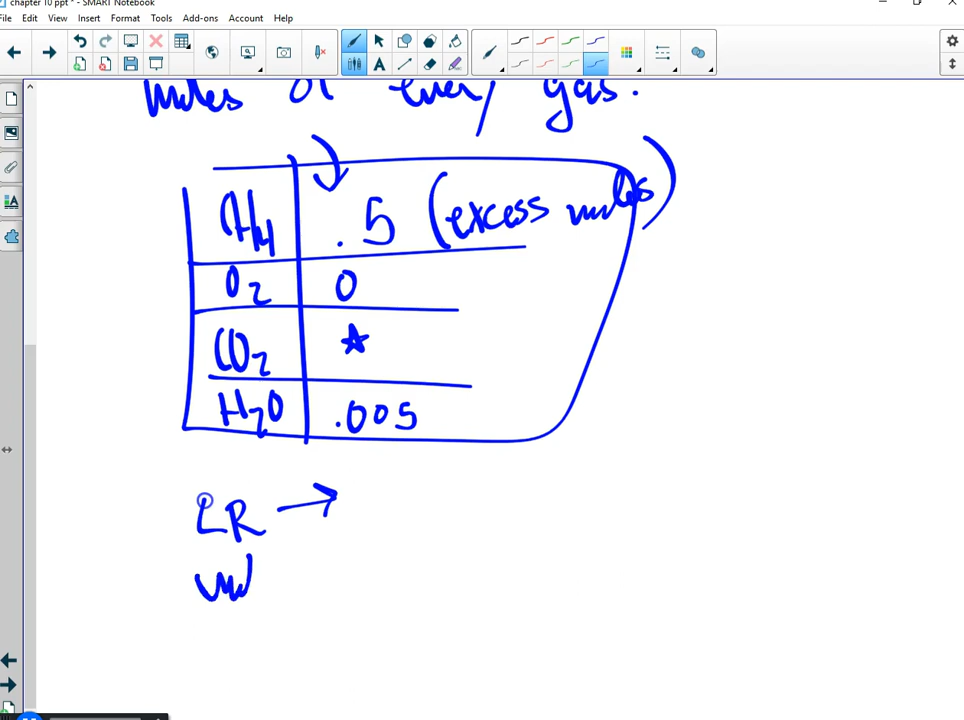 chapter 10 ppt * - SMART Notebook
File Edit View Insert Format Tools Add-ons Account Help
moles of every gas.
CH4 .5 (excess moles)
O2 0
CO2 ★
H2O .005
LR →
mol